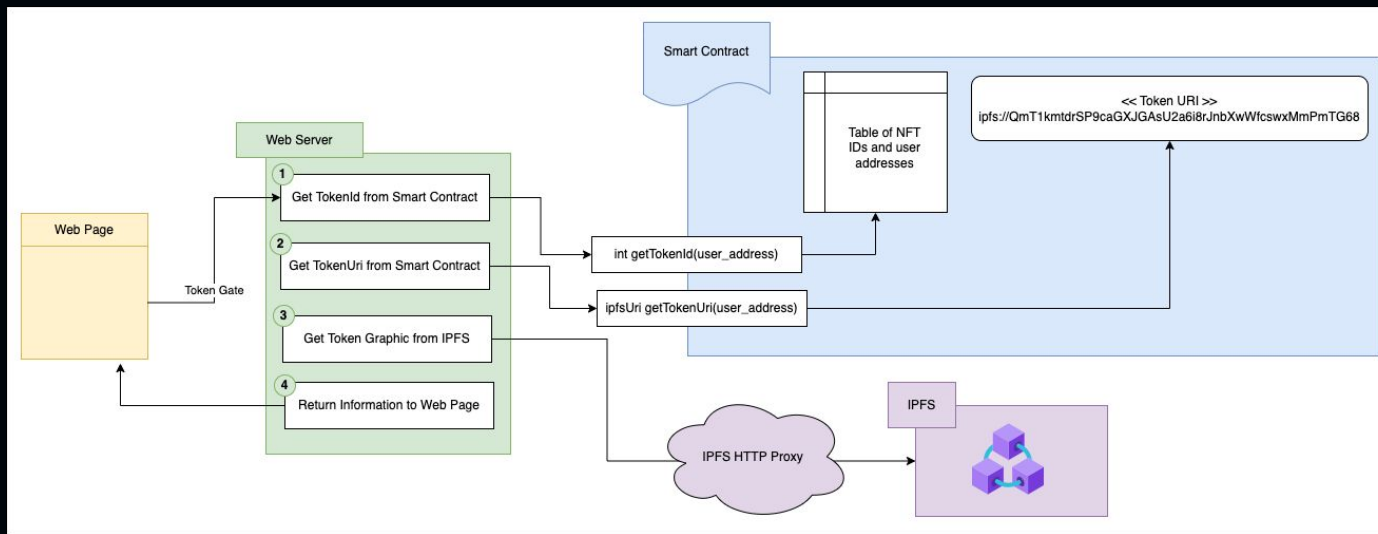 Smart Contract
<< Token URI >>
ipfs://QmT1kmtdrSP9caGXJGAsU2a6i8rJnbXwWfcswxMmPmTG68
Table of NFT
IDs and user
addresses
Web Server
1
Get TokenId from Smart Contract
Web Page
2
int getTokenId(user_address)
Get TokenUri from Smart Contract
Token Gate
ipfsUri getTokenUri(user_address)
3
Get Token Graphic from IPFS
4
Return Information to Web Page
IPFS
IPFS HTTP Proxy